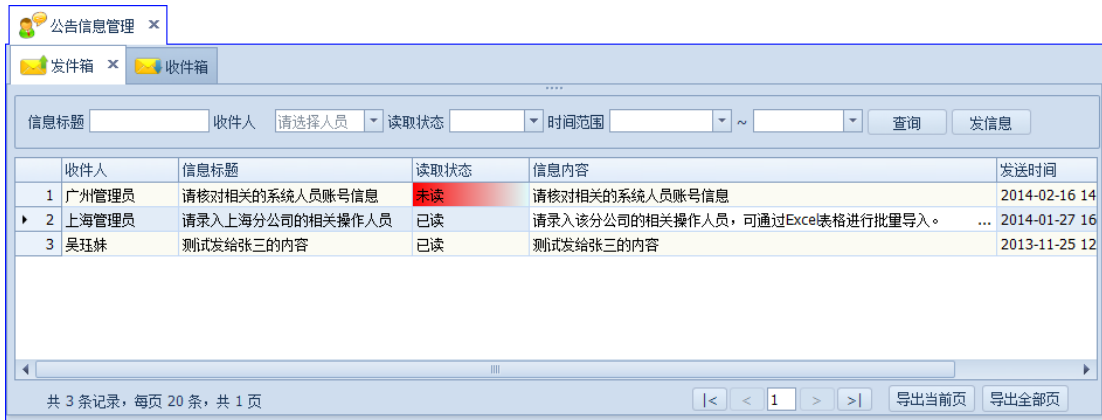 公告信息管理 ×
发件箱 × 收件箱
信息标题 收件人 请选择人员 读取状态 时间范围 ~ 查询 发信息
收件人 信息标题 读取状态 信息内容 发送时间
1 广州管理员 请核对相关的系统人员账号信息 未读 请核对相关的系统人员账号信息 2014-02-16 14
2 上海管理员 请录入上海分公司的相关操作人员 已读 请录入该分公司的相关操作人员，可通过Excel表格进行批量导入。 ... 2014-01-27 16
3 吴珏妹 测试发给张三的内容 已读 测试发给张三的内容 2013-11-25 12
共 3 条记录，每页 20 条，共 1 页 |< < 1 > >| 导出当前页 导出全部页